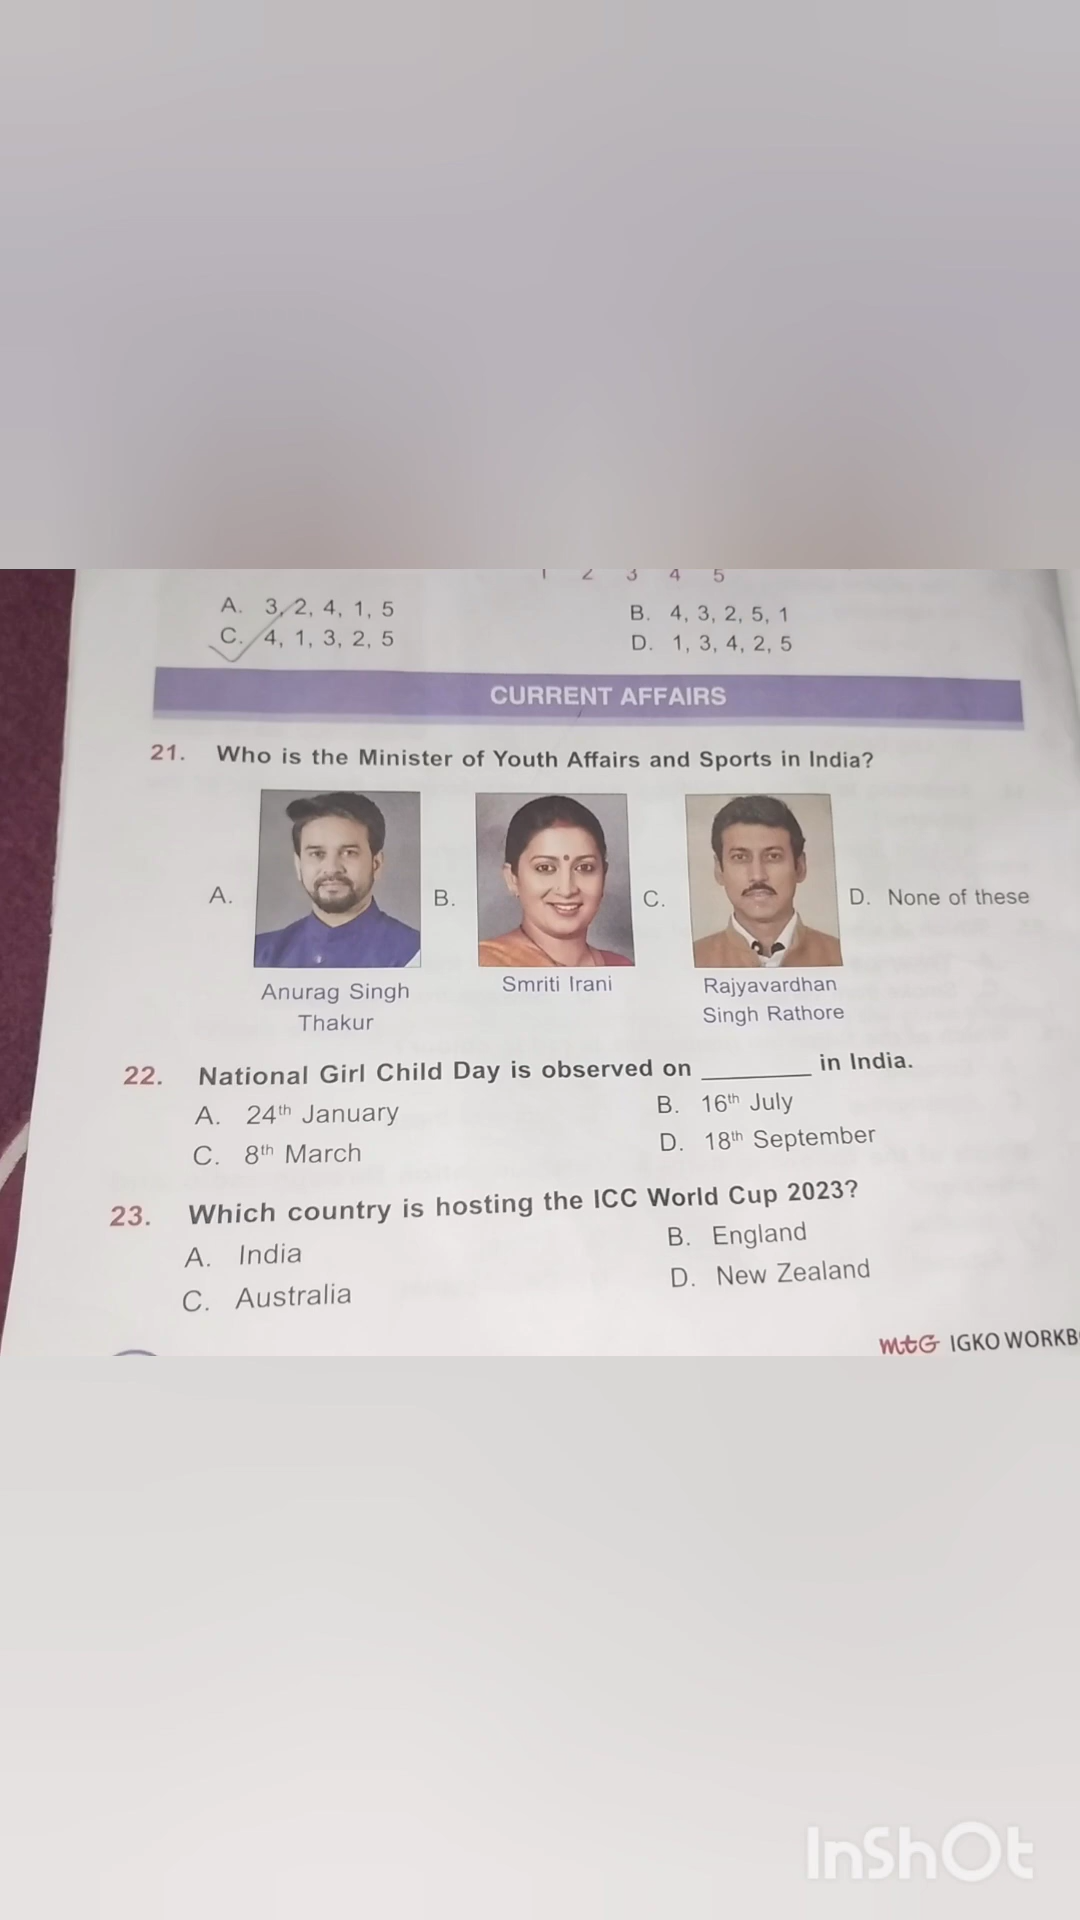 1 2 3 4 5
A. 3, 2, 4, 1, 5
B. 4, 3, 2, 5, 1
C. 4, 1, 3, 2, 5
D. 1, 3, 4, 2, 5
CURRENT AFFAIRS
21. Who is the Minister of Youth Affairs and Sports in India?
A. B. C. D. None of these
Anurag Singh Thakur
Smriti Irani
Rajyavardhan Singh Rathore
22. National Girl Child Day is observed on ________ in India.
A. 24th January
B. 16th July
C. 8th March
D. 18th September
23. Which country is hosting the ICC World Cup 2023?
A. India
B. England
C. Australia
D. New Zealand
mtG IGKO WORKB
InShOt